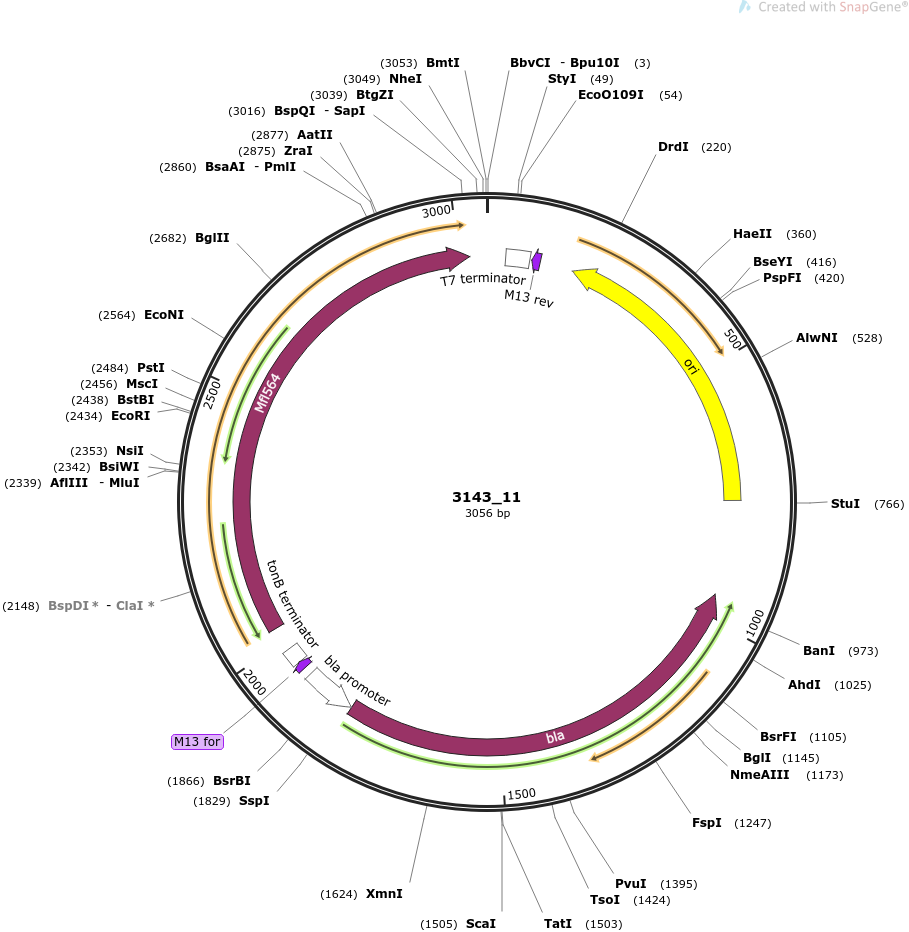 Created with SnapGene®
(3053) BmtI
(3049) NheI
(3039) BtgZI
(3016) BspQI - SapI
(2877) AatII
(2875) ZraI
(2860) BsaAI - PmlI
(2682) BglII
(2564) EcoNI
(2484) PstI
(2456) MscI
(2438) BstBI
(2434) EcoRI
(2353) NsiI
(2342) BsiWI
(2339) AflIII - MluI
(2148) BspDI * - ClaI *
BbvCI - Bpu10I (3)
StyI (49)
EcoO109I (54)
DrdI (220)
HaeII (360)
BseYI (416)
PspFI (420)
AlwNI (528)
StuI (766)
BanI (973)
AhdI (1025)
BsrFI (1105)
BglI (1145)
NmeAIII (1173)
FspI (1247)
PvuI (1395)
TsoI (1424)
TatI (1503)
(1505) ScaI
(1624) XmnI
(1829) SspI
(1866) BsrBI
M13 for
3000
500
1000
1500
2000
2500
T7 terminator
M13 rev
ori
Mfl564
3143_11
3056 bp
tonB terminator
bla promoter
bla